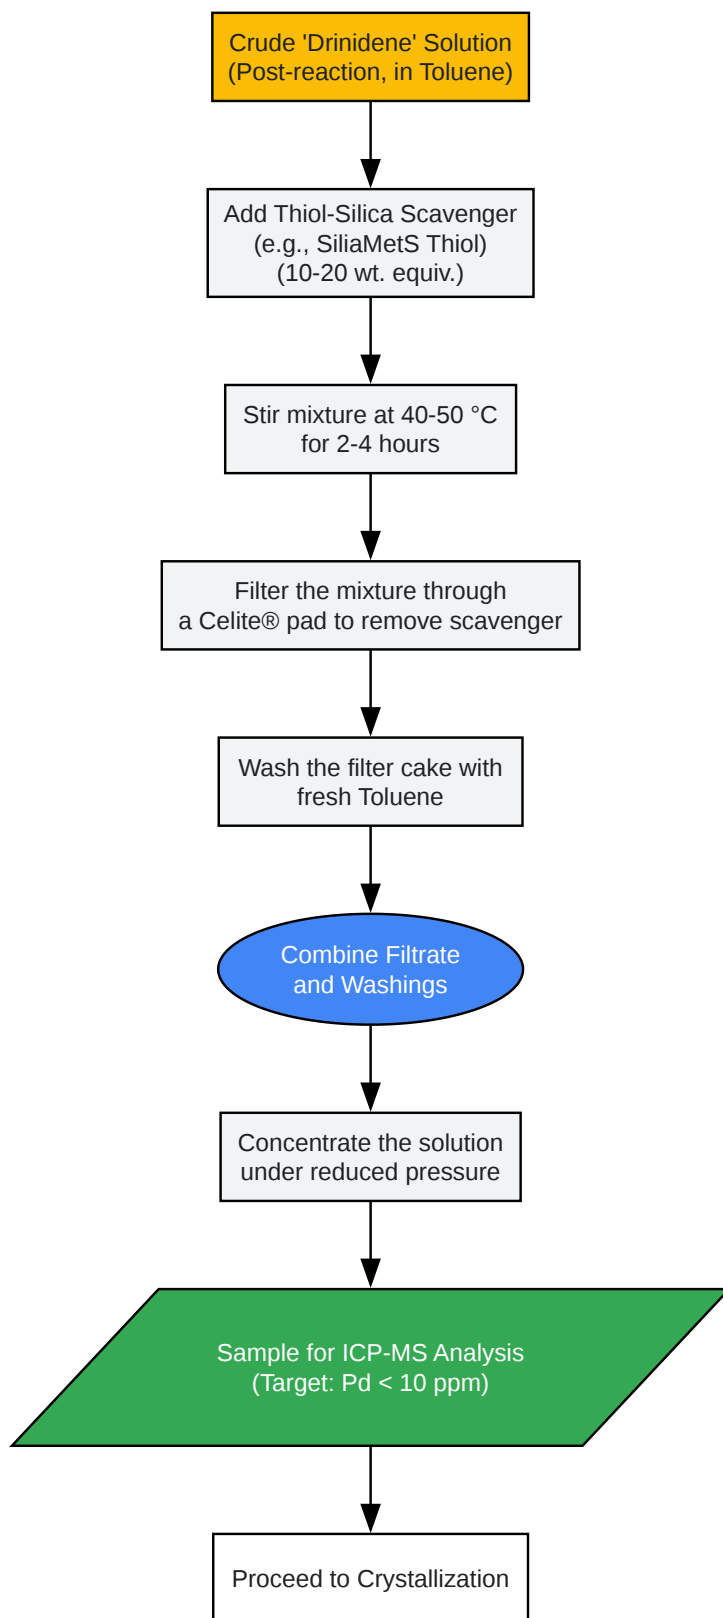 Crude 'Drinidene' Solution
(Post-reaction, in Toluene)
Add Thiol-Silica Scavenger
(e.g., SiliaMetS Thiol)
(10-20 wt. equiv.)
Stir mixture at 40-50 °C
for 2-4 hours
Filter the mixture through
a Celite® pad to remove scavenger
Wash the filter cake with
fresh Toluene
Combine Filtrate
and Washings
Concentrate the solution
under reduced pressure
Sample for ICP-MS Analysis
(Target: Pd < 10 ppm)
Proceed to Crystallization